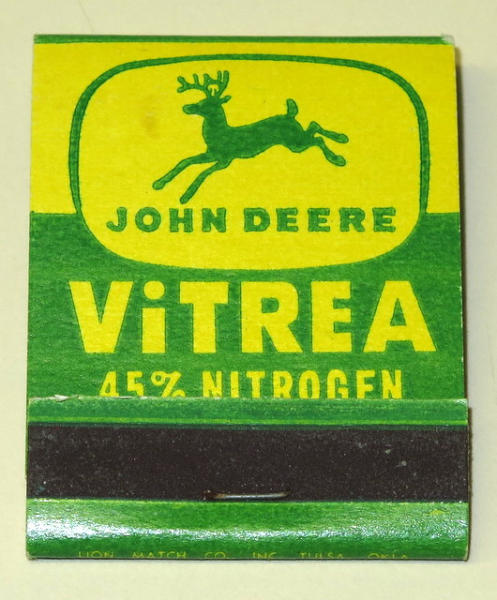 JOHN DEERE
ViTREA
45% NITROGEN
LION MATCH CO. INC. TULSA, OKLA.